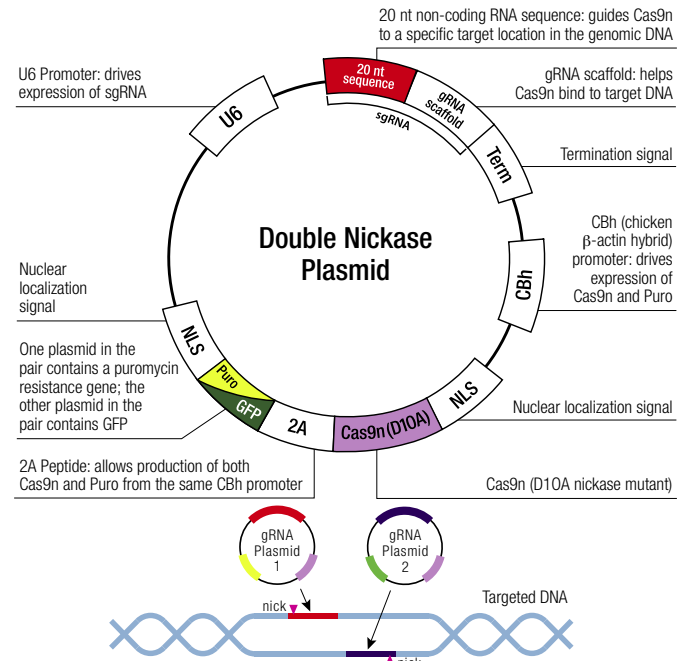 20 nt non-coding RNA sequence: guides Cas9n
to a specific target location in the genomic DNA
U6 Promoter: drives
expression of sgRNA
gRNA scaffold: helps
Cas9n bind to target DNA
20 nt
sequence
gRNA
scaffold
sgRNA
U6
Term
Termination signal
Double Nickase
Plasmid
CBh (chicken
β-actin hybrid)
promoter: drives
expression of
Cas9n and Puro
CBh
Nuclear
localization
signal
NLS
One plasmid in the
pair contains a puromycin
resistance gene; the
other plasmid in the
pair contains GFP
Puro
GFP
2A
Cas9n (D10A)
NLS
Nuclear localization signal
2A Peptide: allows production of both
Cas9n and Puro from the same CBh promoter
Cas9n (D10A nickase mutant)
gRNA
Plasmid
1
gRNA
Plasmid
2
Targeted DNA
nick
nick